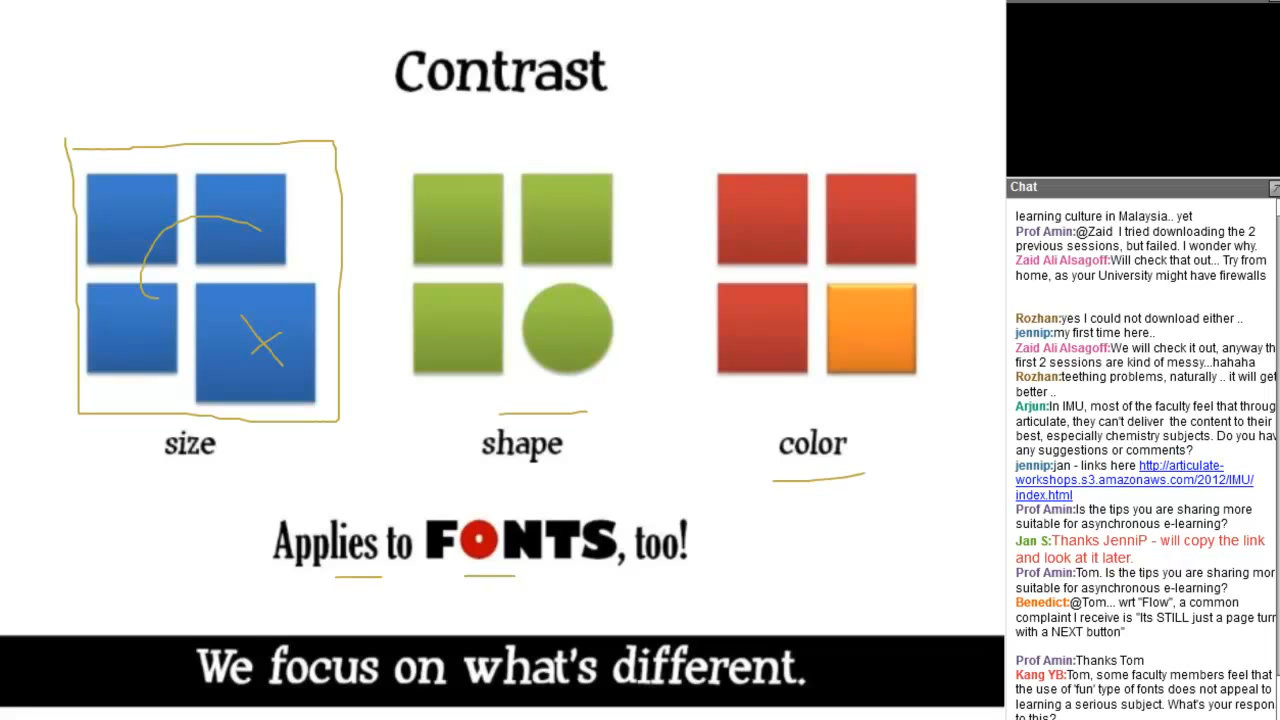 Contrast
size
shape
color
Applies to FONTS, too!
We focus on what's different.
Chat
learning culture in Malaysia.. yet
Prof Amin:@Zaid I tried downloading the 2
previous sessions, but failed. I wonder why.
Zaid Ali Alsagoff:Will check that out... Try from
home, as your University might have firewalls
Rozhan:yes I could not download either ..
jennip:my first time here..
Zaid Ali Alsagoff:We will check it out, anyway th
first 2 sessions are kind of messy...hahaha
Rozhan:teething problems, naturally .. it will get
better ..
Arjun:In IMU, most of the faculty feel that throug
articulate, they can't deliver the content to their
best, especially chemistry subjects. Do you hav
any suggestions or comments?
jennip:jan - links here http://articulate-
workshops.s3.amazonaws.com/2012/IMU/
index.html
Prof Amin:Is the tips you are sharing more
suitable for asynchronous e-learning?
Jan S:Thanks JenniP - will copy the link
and look at it later.
Prof Amin:Tom. Is the tips you are sharing mor
suitable for asynchronous e-learning?
Benedict:@Tom... wrt "Flow", a common
complaint I receive is "Its STILL just a page turn
with a NEXT button"
Prof Amin:Thanks Tom
Kang YB:Tom, some faculty members feel that
the use of 'fun' type of fonts does not appeal to
learning a serious subject. What's your respon
to this?